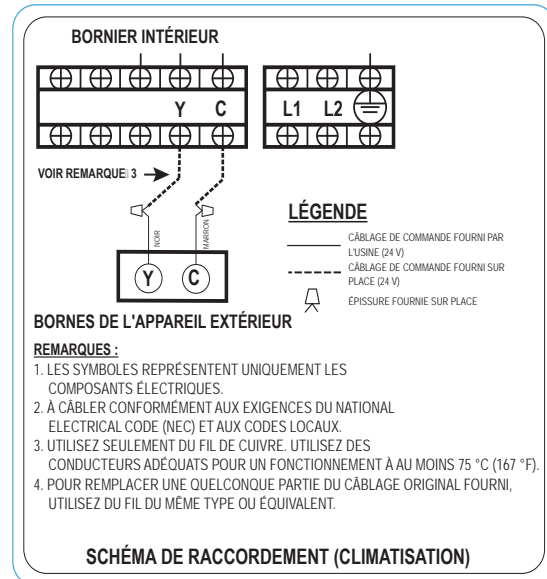 BORNIER INTÉRIEUR
Y C
L1 L2
VOIR REMARQUE 3
NOIR
MARRON
Y C
BORNES DE L'APPAREIL EXTÉRIEUR
LÉGENDE
CÂBLAGE DE COMMANDE FOURNI PAR
L'USINE (24 V)
CÂBLAGE DE COMMANDE FOURNI SUR
PLACE (24 V)
ÉPISSURE FOURNIE SUR PLACE
REMARQUES :
1. LES SYMBOLES REPRÉSENTENT UNIQUEMENT LES
COMPOSANTS ÉLECTRIQUES.
2. À CÂBLER CONFORMÉMENT AUX EXIGENCES DU NATIONAL
ELECTRICAL CODE (NEC) ET AUX CODES LOCAUX.
3. UTILISEZ SEULEMENT DU FIL DE CUIVRE. UTILISEZ DES
CONDUCTEURS ADÉQUATS POUR UN FONCTIONNEMENT À AU MOINS 75 °C (167 °F).
4. POUR REMPLACER UNE QUELCONQUE PARTIE DU CÂBLAGE ORIGINAL FOURNI,
UTILISEZ DU FIL DU MÊME TYPE OU ÉQUIVALENT.
SCHÉMA DE RACCORDEMENT (CLIMATISATION)